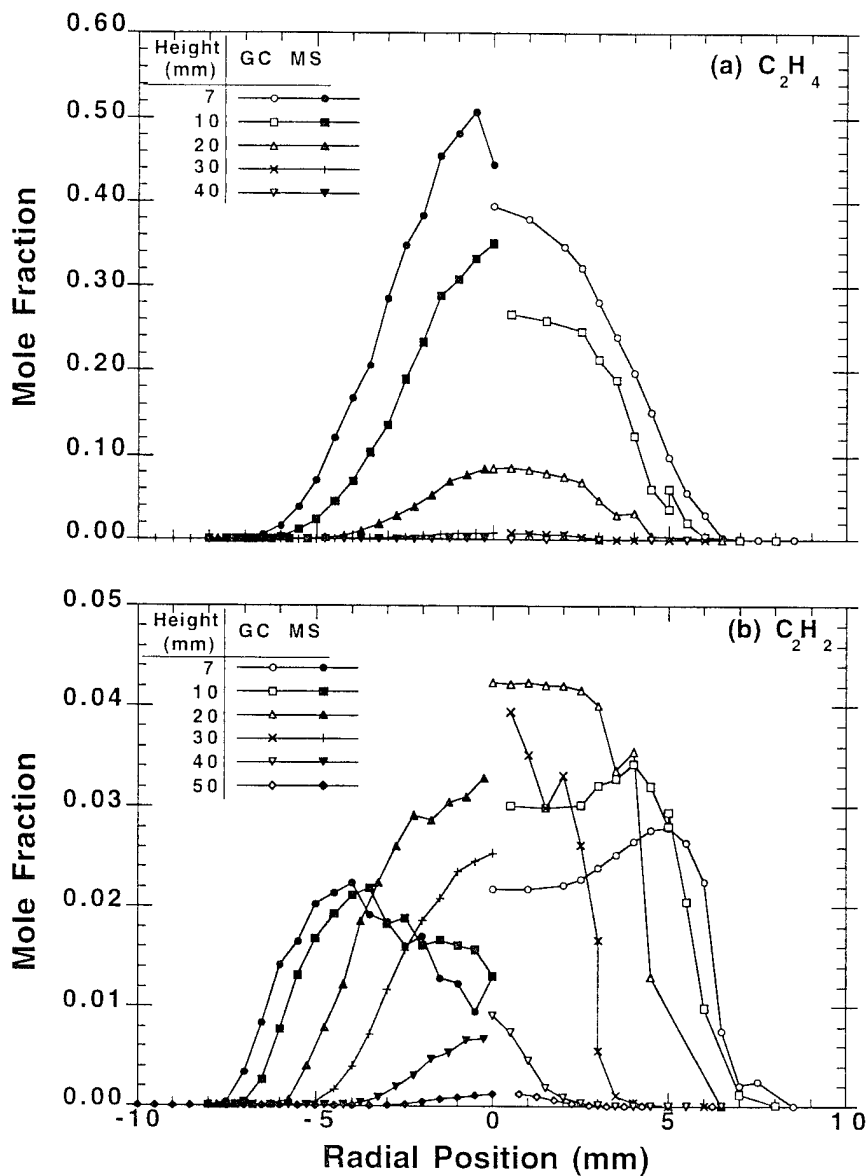 0.60
Height
(mm)
GC MS
7
10
20
30
40
(a) C2H4
0.50
0.40
0.30
0.20
0.10
0.00
Mole Fraction
0.05
Height
(mm)
GC MS
7
10
20
30
40
50
(b) C2H2
0.04
0.03
0.02
0.01
0.00
Mole Fraction
-10 -5 0 5 10
Radial Position (mm)